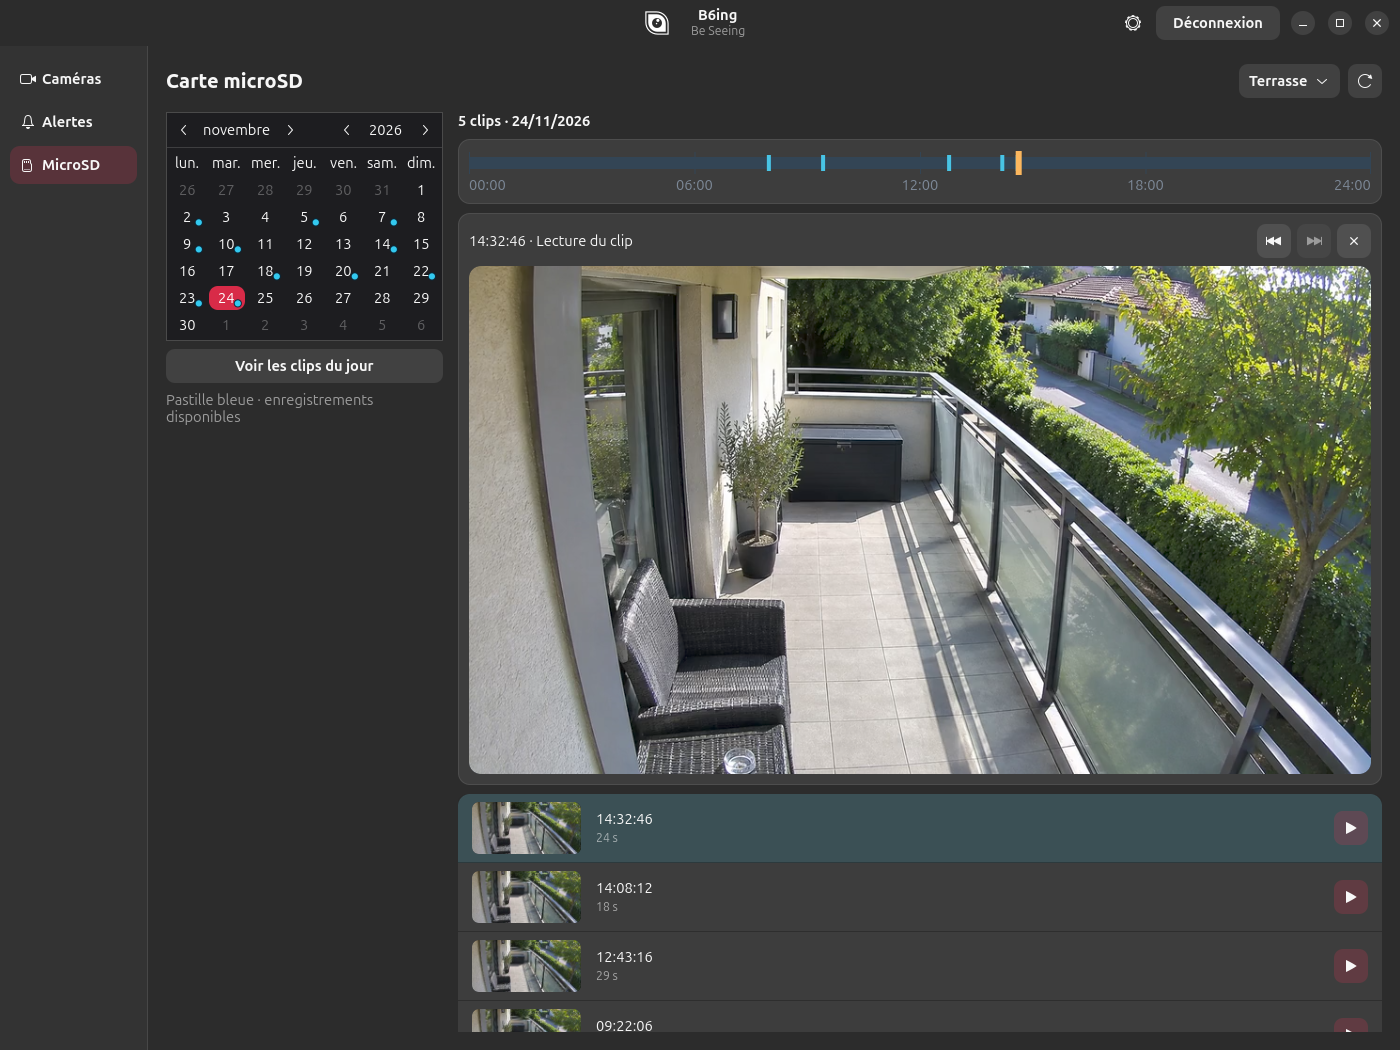 B6ing
Be Seeing
Déconnexion
Caméras
Alertes
MicroSD
Carte microSD
Terrasse
novembre 2026
lun. mar. mer. jeu. ven. sam. dim.
26 27 28 29 30 31 1
2 3 4 5 6 7 8
9 10 11 12 13 14 15
16 17 18 19 20 21 22
23 24 25 26 27 28 29
30 1 2 3 4 5 6
Voir les clips du jour
Pastille bleue · enregistrements
disponibles
5 clips · 24/11/2026
00:00 06:00 12:00 18:00 24:00
14:32:46 · Lecture du clip
14:32:46
24 s
14:08:12
18 s
12:43:16
29 s
09:22:06